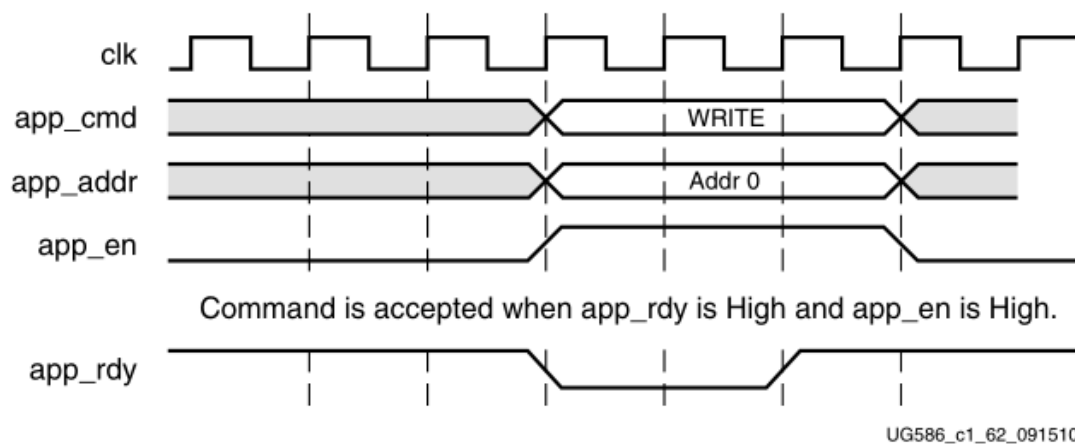 clk
app_cmd
WRITE
app_addr
Addr 0
app_en
Command is accepted when app_rdy is High and app_en is High.
app_rdy
UG586_c1_62_091510